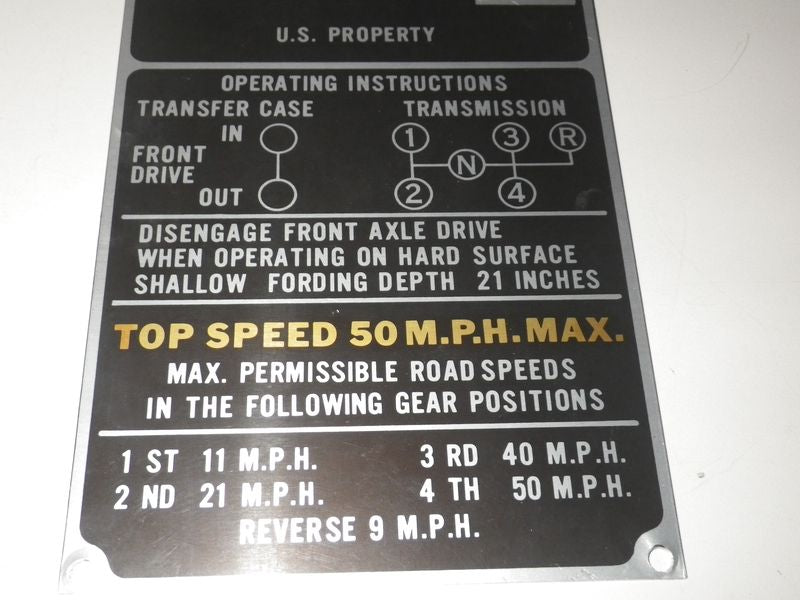 U.S. PROPERTY
OPERATING INSTRUCTIONS
TRANSFER CASE TRANSMISSION
IN 1 3 R
FRONT
DRIVE N
OUT 2 4
DISENGAGE FRONT AXLE DRIVE
WHEN OPERATING ON HARD SURFACE
SHALLOW FORDING DEPTH 21 INCHES
TOP SPEED 50 M.P.H. MAX.
MAX. PERMISSIBLE ROAD SPEEDS
IN THE FOLLOWING GEAR POSITIONS
1 ST 11 M.P.H. 3 RD 40 M.P.H.
2 ND 21 M.P.H. 4 TH 50 M.P.H.
REVERSE 9 M.P.H.